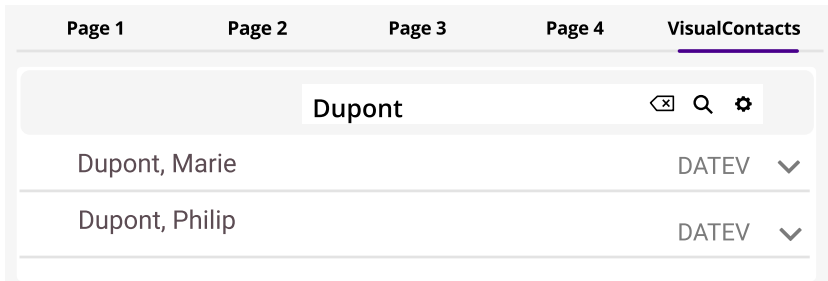 Page 1 Page 2 Page 3 Page 4 VisualContacts
Dupont
Dupont, Marie DATEV
Dupont, Philip DATEV